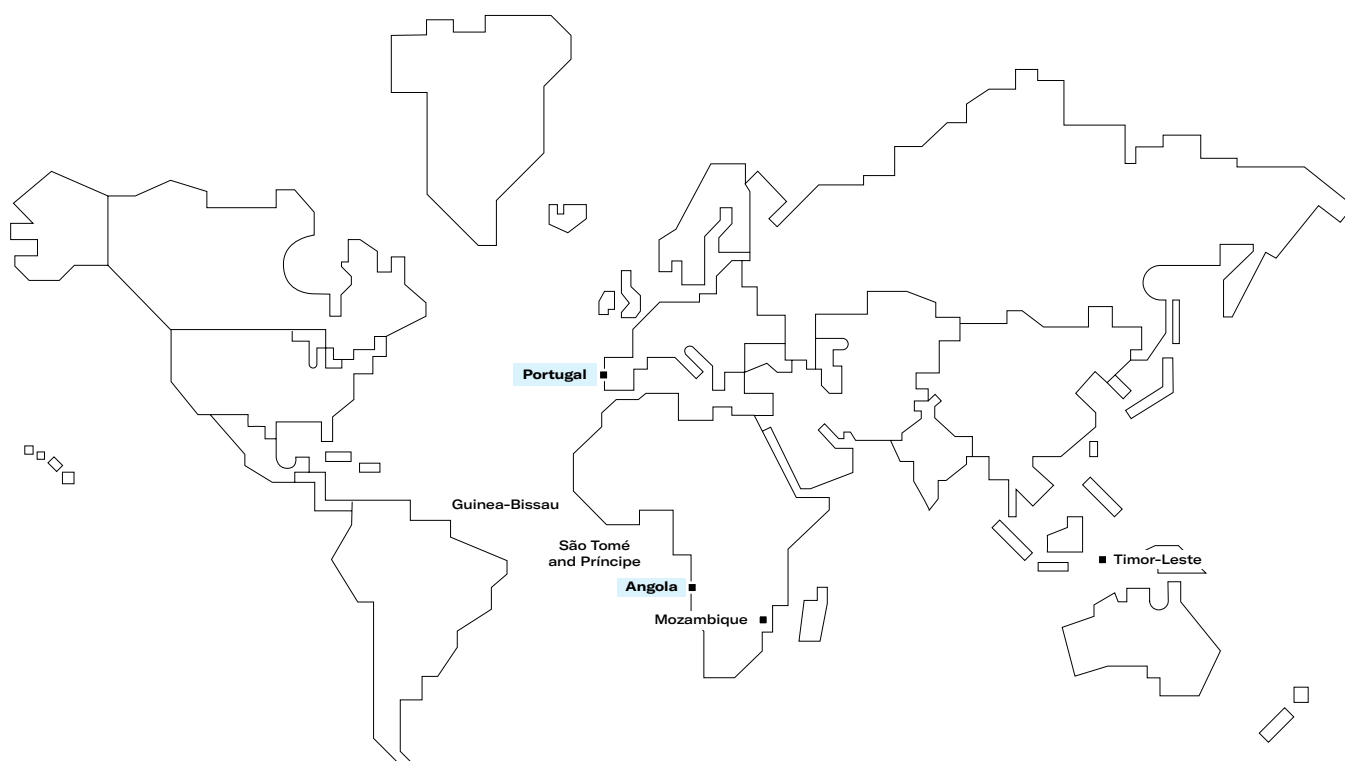 Portugal
Guinea-Bissau
São Tomé
and Príncipe
Angola
Mozambique
Timor-Leste